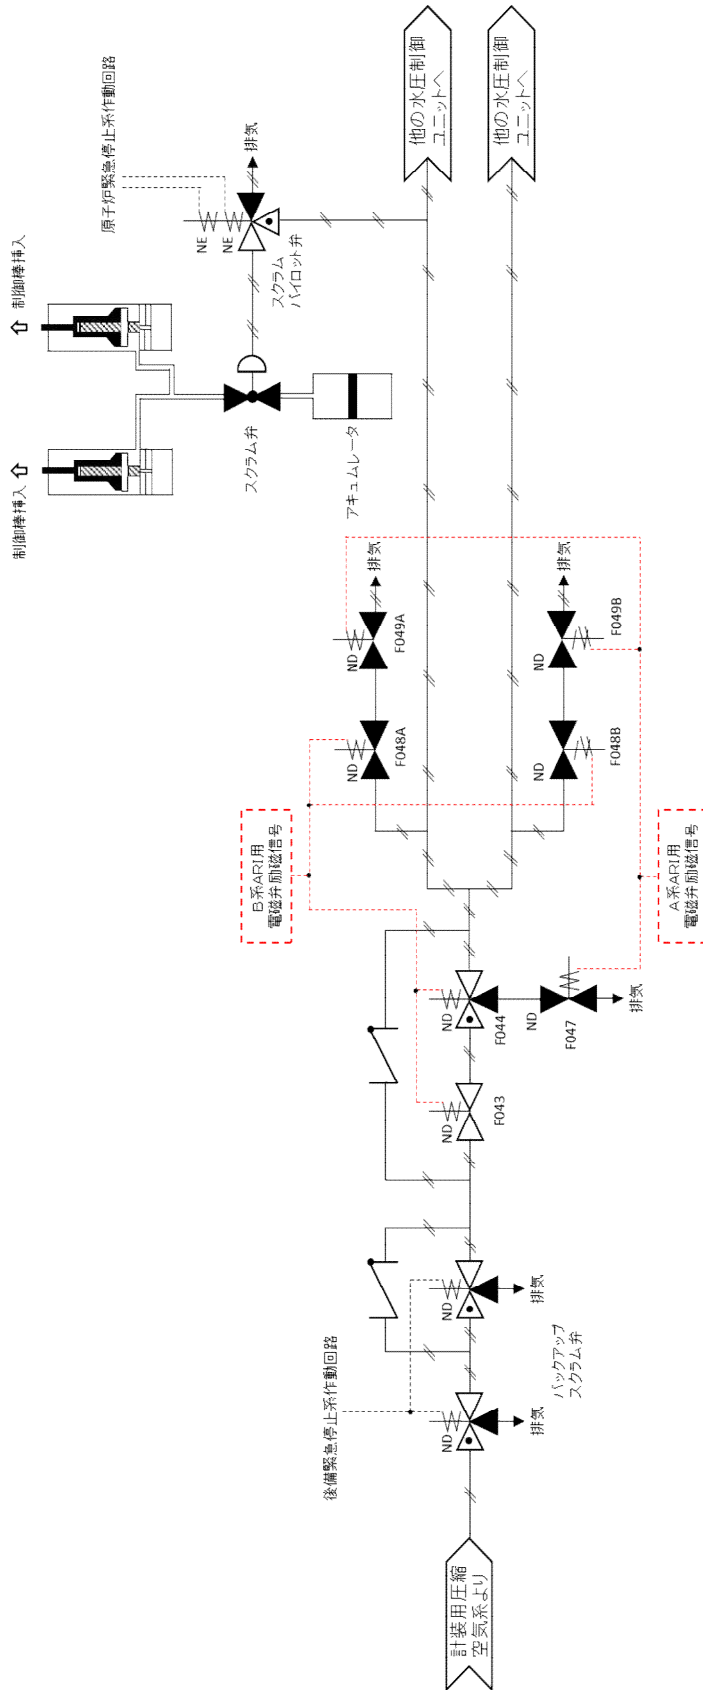 計装用圧縮
空気系より
後備緊急停止系作動回路
ND
ND
排気
排気
バックアップ
スクラム弁
ND
F043
ND
F044
ND
F047
排気
B系ARI用
電磁弁励磁信号
A系ARI用
電磁弁励磁信号
ND
F048A
ND
F049A
排気
ND
F048B
ND
F049B
排気
制御棒挿入
制御棒挿入
スクラム弁
アキュムレータ
原子炉緊急停止系作動回路
NE
NE
スクラム
パイロット弁
排気
他の水圧制御
ユニットへ
他の水圧制御
ユニットへ